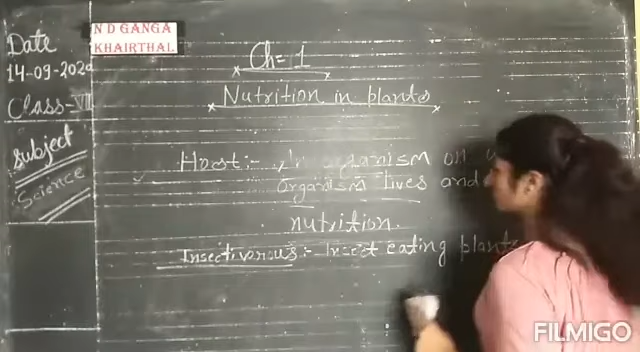 N D GANGA
KHAIRTHAL
Date
14-09-2020
Class-VII
Subject
Science
Ch=1
Nutrition in plants
Host:- An organism on
organism lives and
nutrition.
Insectivorous:- Insect eating plants
FILMIGO